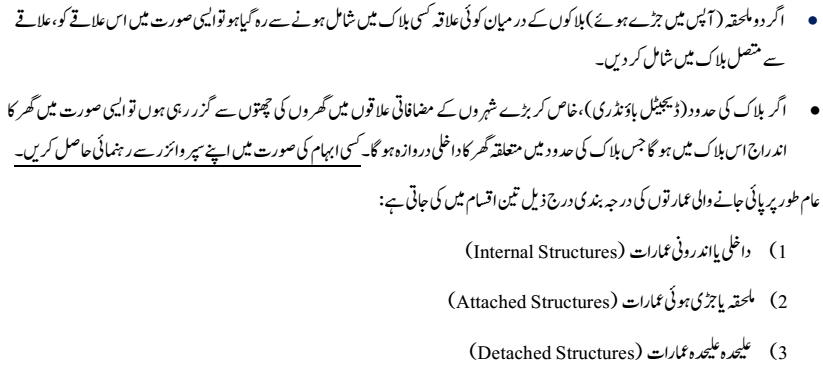 • اگر دو ملحقہ (آپس میں جڑے ہوئے) بلاکوں کے درمیان کوئی علاقہ کسی بلاک میں شامل ہونے سے رہ گیا ہو تو ایسی صورت میں اس علاقے کو، علاقے
سے متصل بلاک میں شامل کر دیں۔
• اگر بلاک کی حدود (ڈیجیٹل باؤنڈری)، خاص کر بڑے شہروں کے مضافاتی علاقوں میں گھروں کی چھتوں سے گزر رہی ہوں تو ایسی صورت میں گھر کا
اندراج اس بلاک میں ہو گا جس بلاک کی حدود میں متعلقہ گھر کا داخلی دروازہ ہو گا۔ کسی ابہام کی صورت میں اپنے سپروائزر سے رہنمائی حاصل کریں۔
عام طور پر پائی جانے والی عمارتوں کی درجہ بندی درج ذیل تین اقسام میں کی جاتی ہے:
1) داخلی یا اندرونی عمارات (Internal Structures)
2) ملحقہ یا جڑی ہوئی عمارات (Attached Structures)
3) علیحدہ علیحدہ عمارات (Detached Structures)